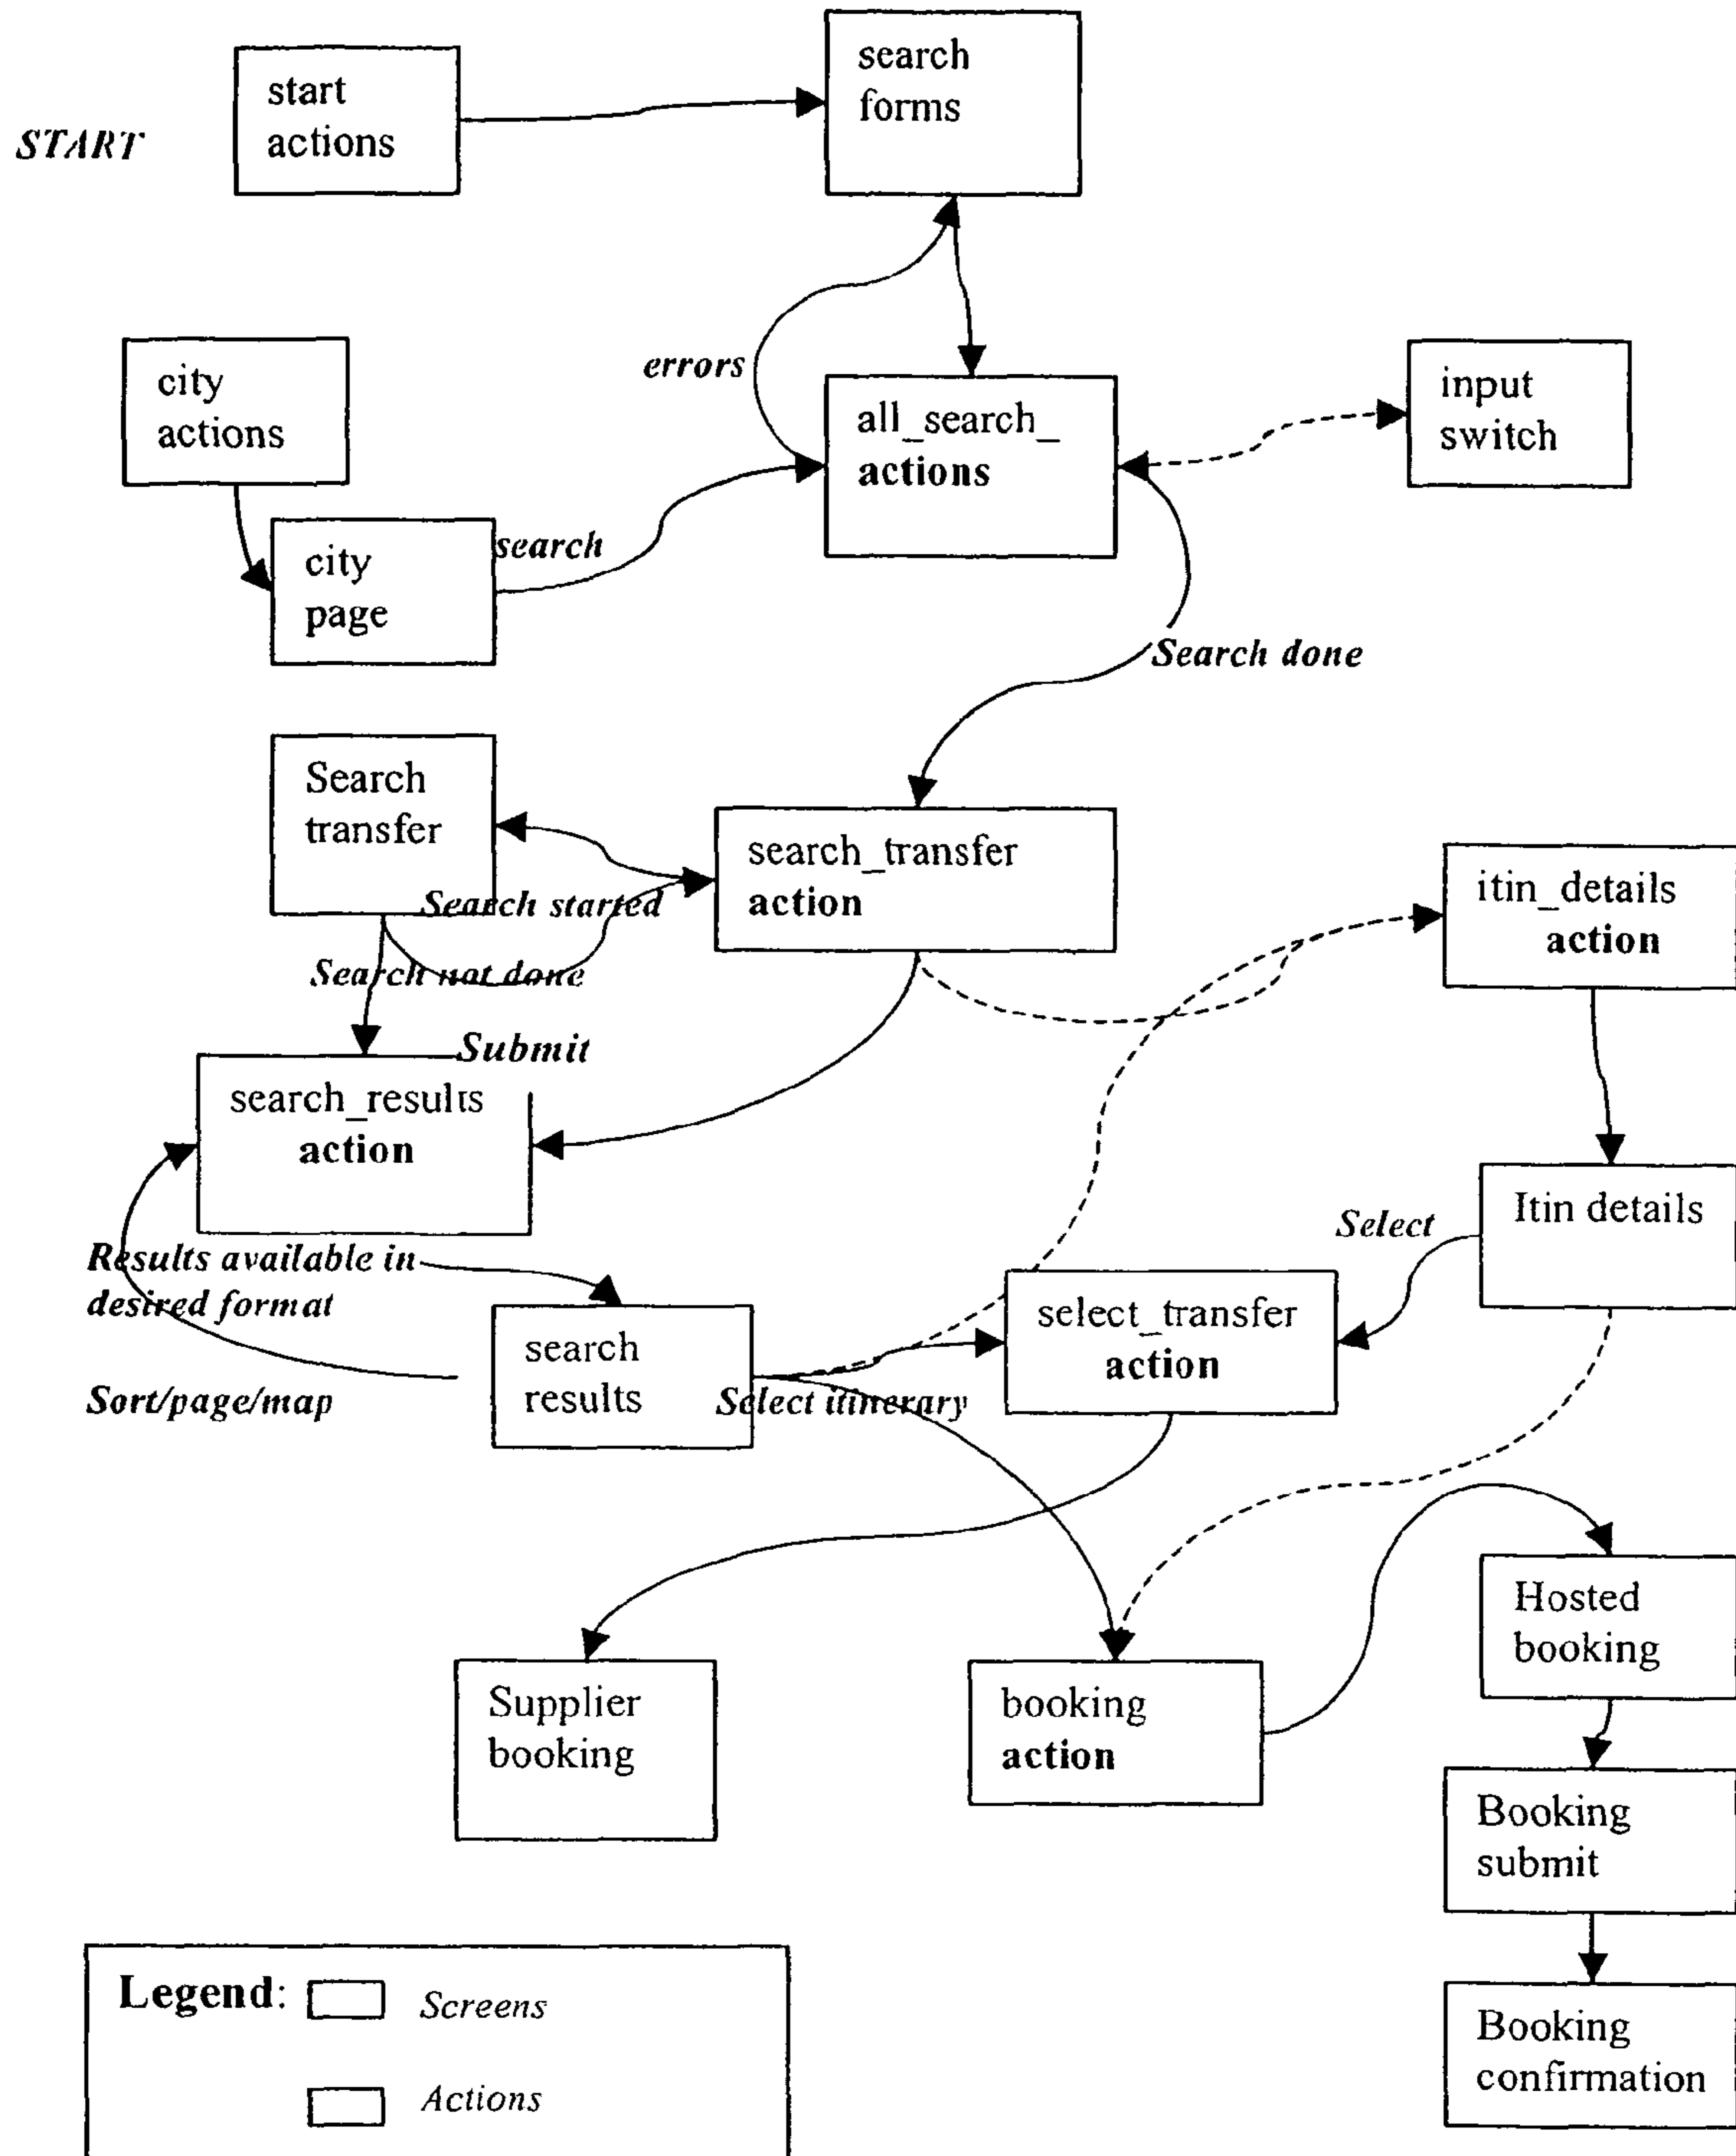 START
start
actions
search
forms
errors
city
actions
all_search_
actions
input
switch
city
page
search
Search done
Search
transfer
search_transfer
action
itin_details
action
Search started
Search not done
Submit
search_results
action
Itin details
Select
Results available in
desired format
select_transfer
action
search
results
Select itinerary
Sort/page/map
Hosted
booking
Supplier
booking
booking
action
Booking
submit
Legend:
Screens
Actions
Booking
confirmation